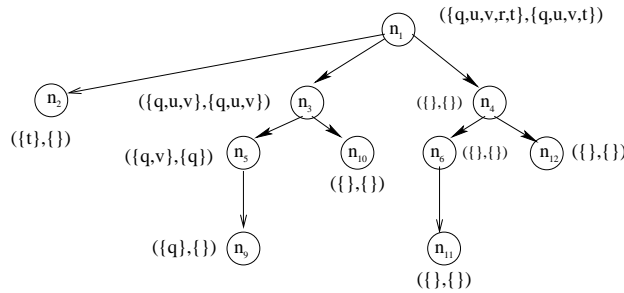 ({q,u,v,r,t},{q,u,v,t})
n1
n2
({t},{})
({q,u,v},{q,u,v})
n3
({},{})
n4
({q,v},{q})
n5
n10
({},{})
n6
({},{})
n12
({},{})
({q},{})
n9
n11
({},{})